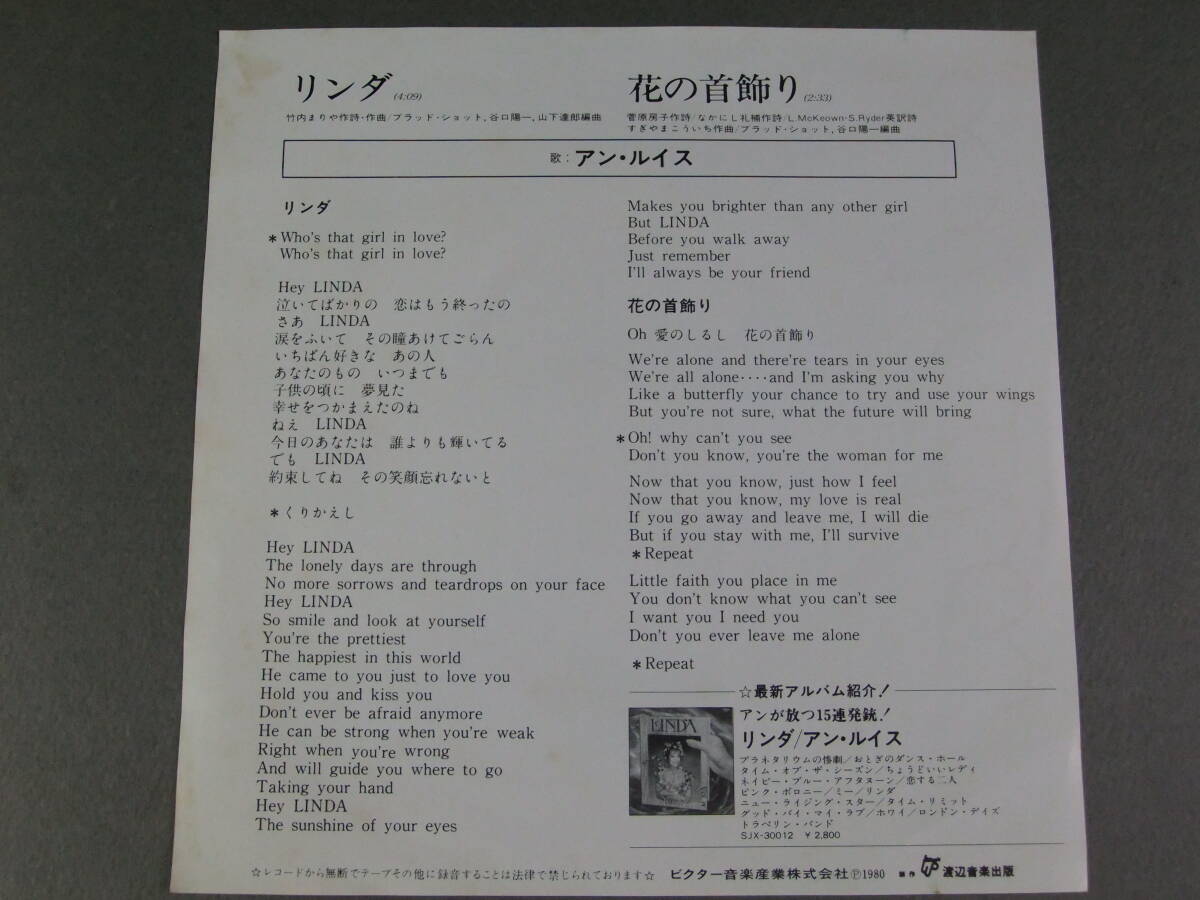 リンダ(4:09)
竹内まりや作詩・作曲/ブラッド・ショット,谷口陽一,山下達郎編曲
花の首飾り(2:33)
菅原房子作詩/なかにし礼補作詩/L.McKeown・S.Ryder英訳詩
すぎやまこういち作曲/ブラッド・ショット,谷口陽一編曲
歌:アン・ルイス
リンダ
*Who's that girl in love?
Who's that girl in love?
Hey LINDA
泣いてばかりの 恋はもう終ったの
さあ LINDA
涙をふいて その瞳あけてごらん
いちばん好きな あの人
あなたのもの いつまでも
子供の頃に 夢見た
幸せをつかまえたのね
ねえ LINDA
今日のあなたは 誰よりも輝いてる
でも LINDA
約束してね その笑顔忘れないと
*くりかえし
Hey LINDA
The lonely days are through
No more sorrows and teardrops on your face
Hey LINDA
So smile and look at yourself
You're the prettiest
The happiest in this world
He came to you just to love you
Hold you and kiss you
Don't ever be afraid anymore
He can be strong when you're weak
Right when you're wrong
And will guide you where to go
Taking your hand
Hey LINDA
The sunshine of your eyes
Makes you brighter than any other girl
But LINDA
Before you walk away
Just remember
I'll always be your friend
花の首飾り
Oh 愛のしるし 花の首飾り
We're alone and there're tears in your eyes
We're all alone‥‥and I'm asking you why
Like a butterfly your chance to try and use your wings
But you're not sure, what the future will bring
*Oh! why can't you see
Don't you know, you're the woman for me
Now that you know, just how I feel
Now that you know, my love is real
If you go away and leave me, I will die
But if you stay with me, I'll survive
*Repeat
Little faith you place in me
You don't know what you can't see
I want you I need you
Don't you ever leave me alone
*Repeat
☆最新アルバム紹介!
アンが放つ15連発銃!
リンダ/アン・ルイス
LINDA
プラネタリウムの惨劇/おとぎのダンス・ホール
タイム・オブ・ザ・シーズン/ちょうどいいレディ
ネイビー・ブルー・アフタヌーン/恋する二人
ピンク・ボロニー/ミー/リンダ
ニュー・ライジング・スター/タイム・リミット
グッド・バイ・マイ・ラブ/ホワイ/ロンドン・デイズ
トラベリン・バンド
SJX-30012 ¥2,800
☆レコードから無断でテープその他に録音することは法律で禁じられております☆ ビクター音楽産業株式会社Ⓟ1980 原作 渡辺音楽出版